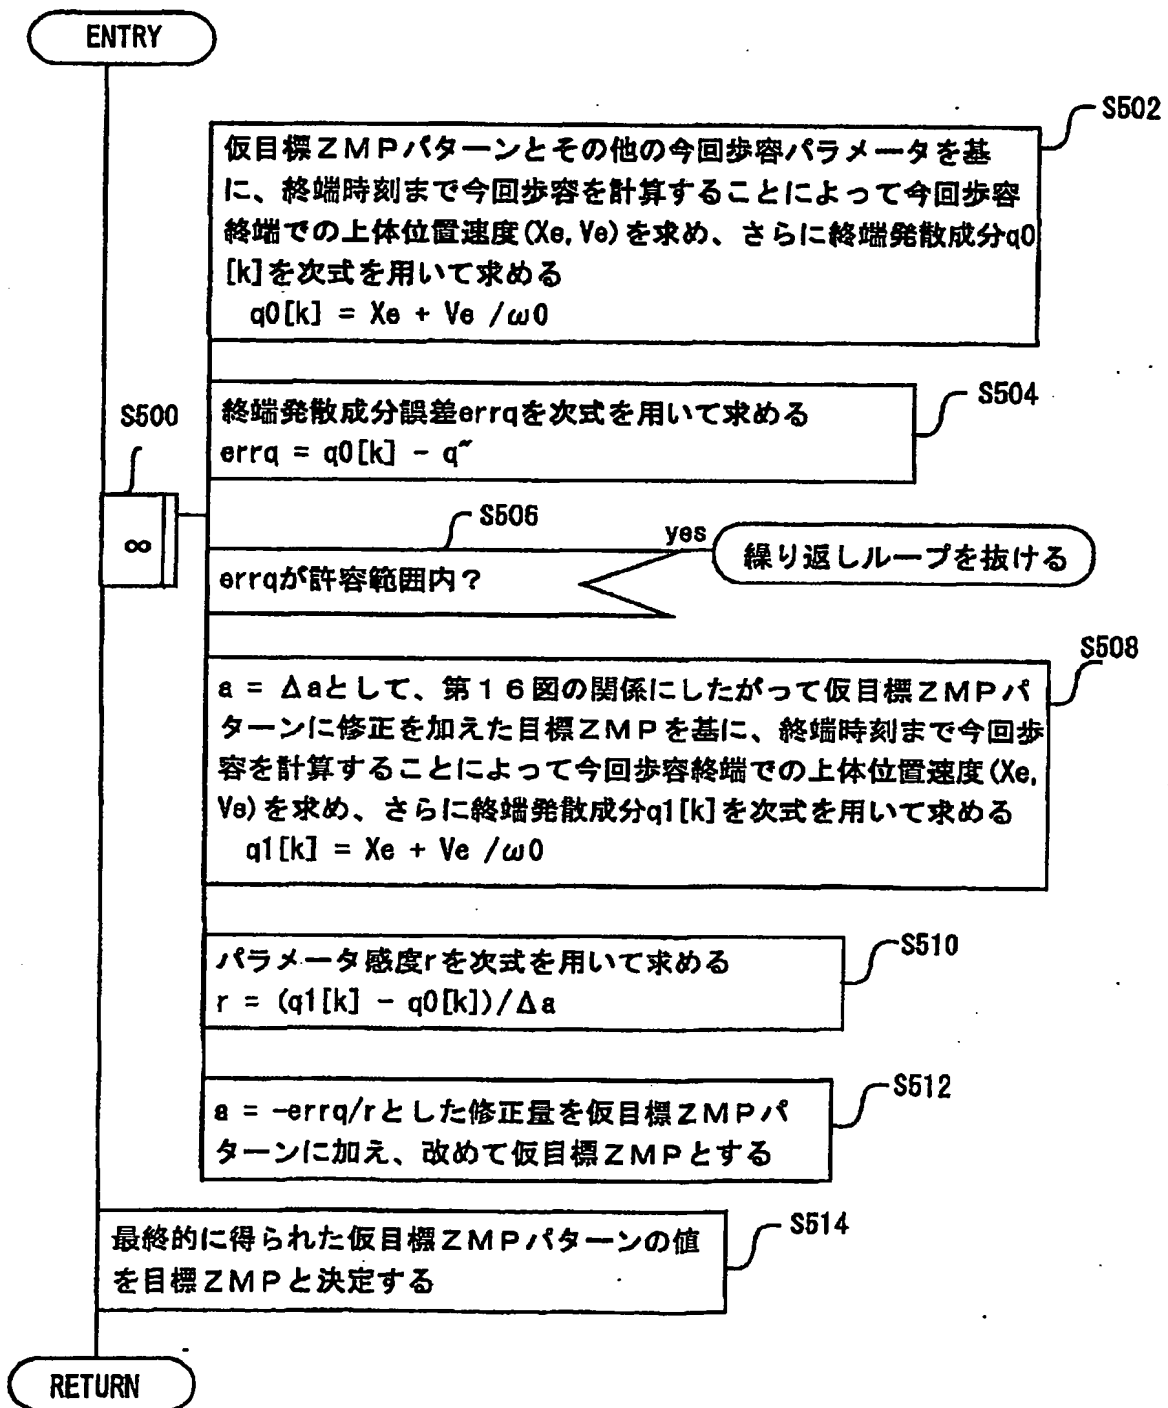 ENTRY
S502
仮目標ZMPパターンとその他の今回歩容パラメータを基
に、終端時刻まで今回歩容を計算することによって今回歩容
終端での上体位置速度(Xe, Ve)を求め、さらに終端発散成分q0
[k]を次式を用いて求める
q0[k] = Xe + Ve /ω0
S504
終端発散成分誤差errqを次式を用いて求める
errq = q0[k] - q~
S500
∞
S506
errqが許容範囲内?
yes
繰り返しループを抜ける
S508
a = Δaとして、第16図の関係にしたがって仮目標ZMPパ
ターンに修正を加えた目標ZMPを基に、終端時刻まで今回歩
容を計算することによって今回歩容終端での上体位置速度(Xe,
Ve)を求め、さらに終端発散成分q1[k]を次式を用いて求める
q1[k] = Xe + Ve /ω0
S510
パラメータ感度rを次式を用いて求める
r = (q1[k] - q0[k])/Δa
S512
a = -errq/rとした修正量を仮目標ZMPパ
ターンに加え、改めて仮目標ZMPとする
S514
最終的に得られた仮目標ZMPパターンの値
を目標ZMPと決定する
RETURN